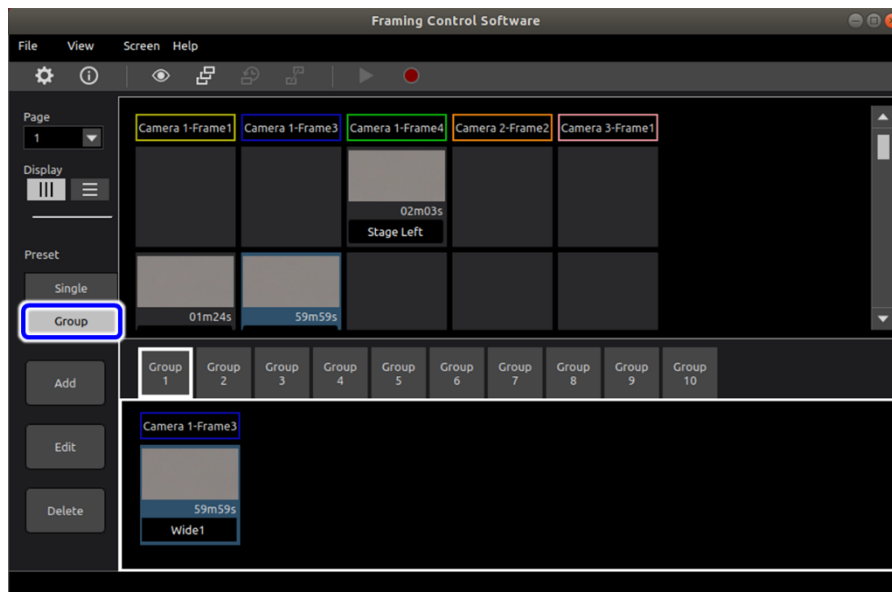 Framing Control Software
File View Screen Help
Page
1
Display
Preset
Single
Group
Add
Edit
Delete
Camera 1-Frame1 Camera 1-Frame3 Camera 1-Frame4 Camera 2-Frame2 Camera 3-Frame1
02m03s
Stage Left
01m24s 59m59s
Group Group Group Group Group Group Group Group Group Group
1 2 3 4 5 6 7 8 9 10
Camera 1-Frame3
59m59s
Wide1